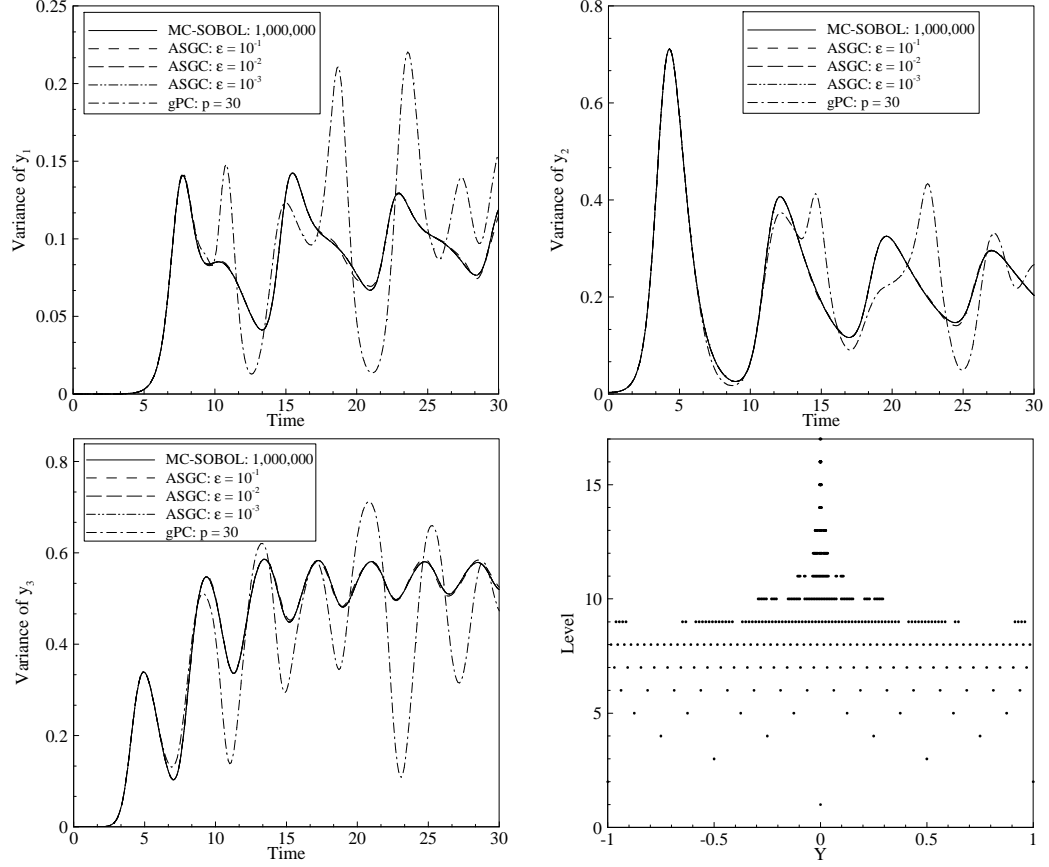 MC-SOBOL: 1,000,000
ASGC: ε = 10⁻¹
ASGC: ε = 10⁻²
ASGC: ε = 10⁻³
gPC: p = 30
Variance of y₁
0.25
0.2
0.15
0.1
0.05
0
0 5 10 15 20 25 30
Time
MC-SOBOL: 1,000,000
ASGC: ε = 10⁻¹
ASGC: ε = 10⁻²
ASGC: ε = 10⁻³
gPC: p = 30
Variance of y₂
0.8
0.6
0.4
0.2
0
0 5 10 15 20 25 30
Time
MC-SOBOL: 1,000,000
ASGC: ε = 10⁻¹
ASGC: ε = 10⁻²
ASGC: ε = 10⁻³
gPC: p = 30
Variance of y₃
0.8
0.6
0.4
0.2
0
0 5 10 15 20 25 30
Time
Level
15
10
5
0
-1 -0.5 0 0.5 1
Y